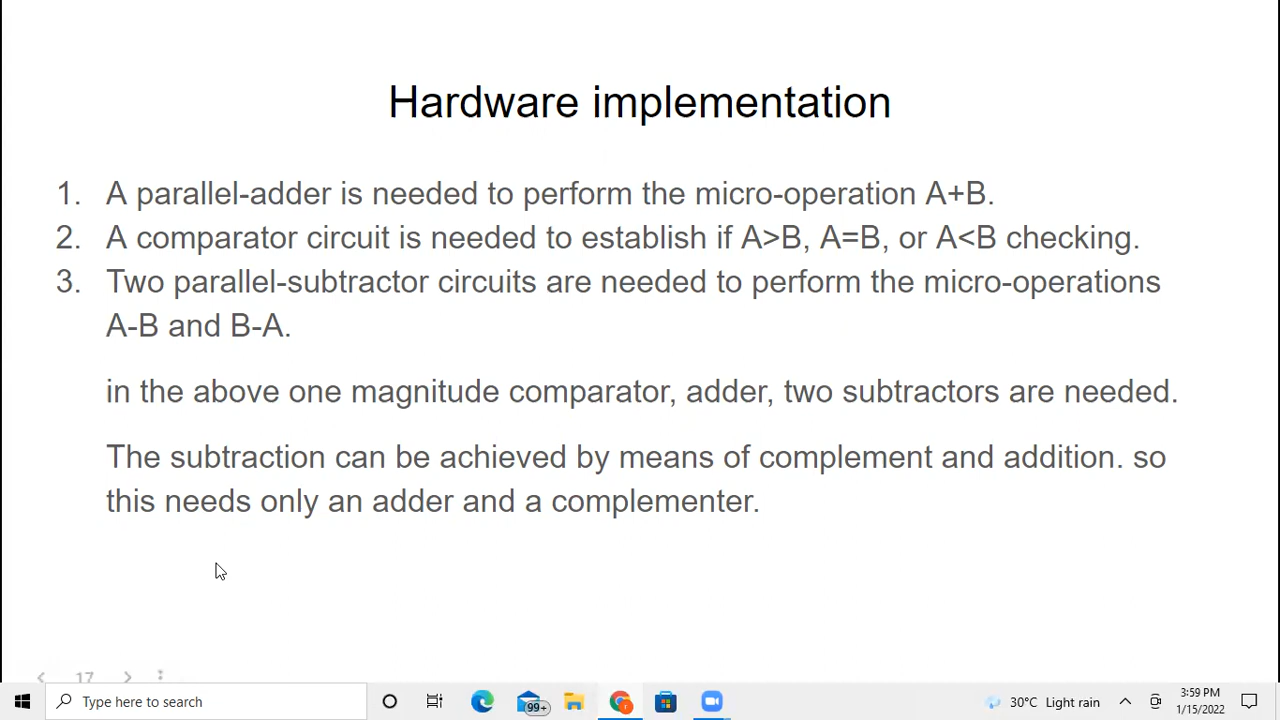 Hardware implementation
1. A parallel-adder is needed to perform the micro-operation A+B.
2. A comparator circuit is needed to establish if A>B, A=B, or A<B checking.
3. Two parallel-subtractor circuits are needed to perform the micro-operations
A-B and B-A.
in the above one magnitude comparator, adder, two subtractors are needed.
The subtraction can be achieved by means of complement and addition. so
this needs only an adder and a complementer.
17
Type here to search
99+
30°C Light rain
3:59 PM
1/15/2022